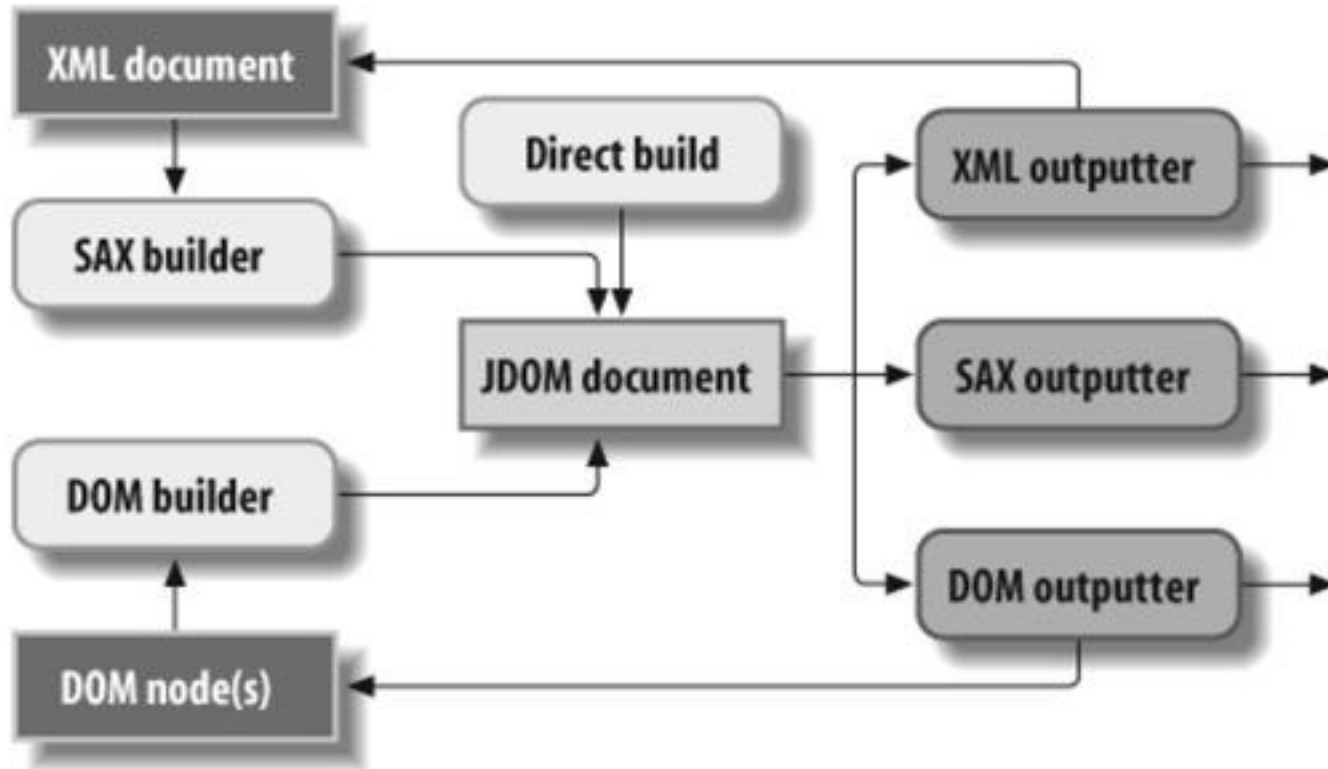 XML document
Direct build
XML outputter
SAX builder
JDOM document
SAX outputter
DOM builder
DOM outputter
DOM node(s)